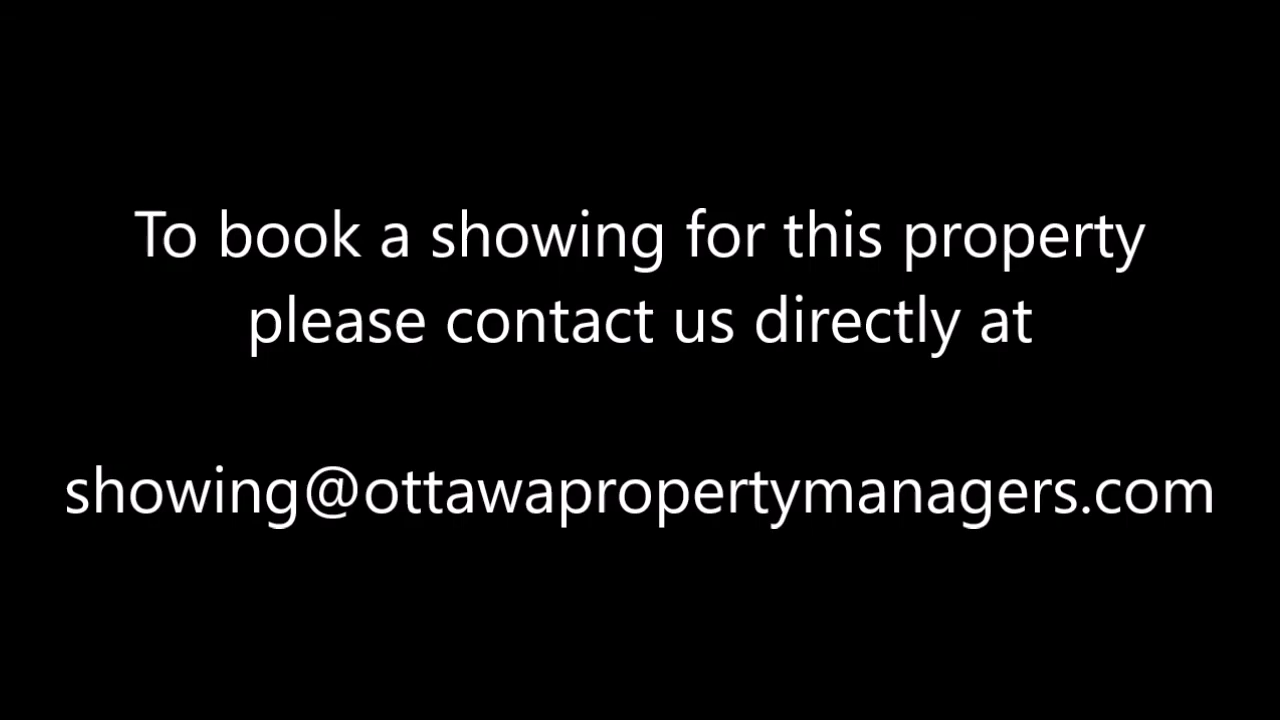 To book a showing for this property
please contact us directly at
showing@ottawapropertymanagers.com